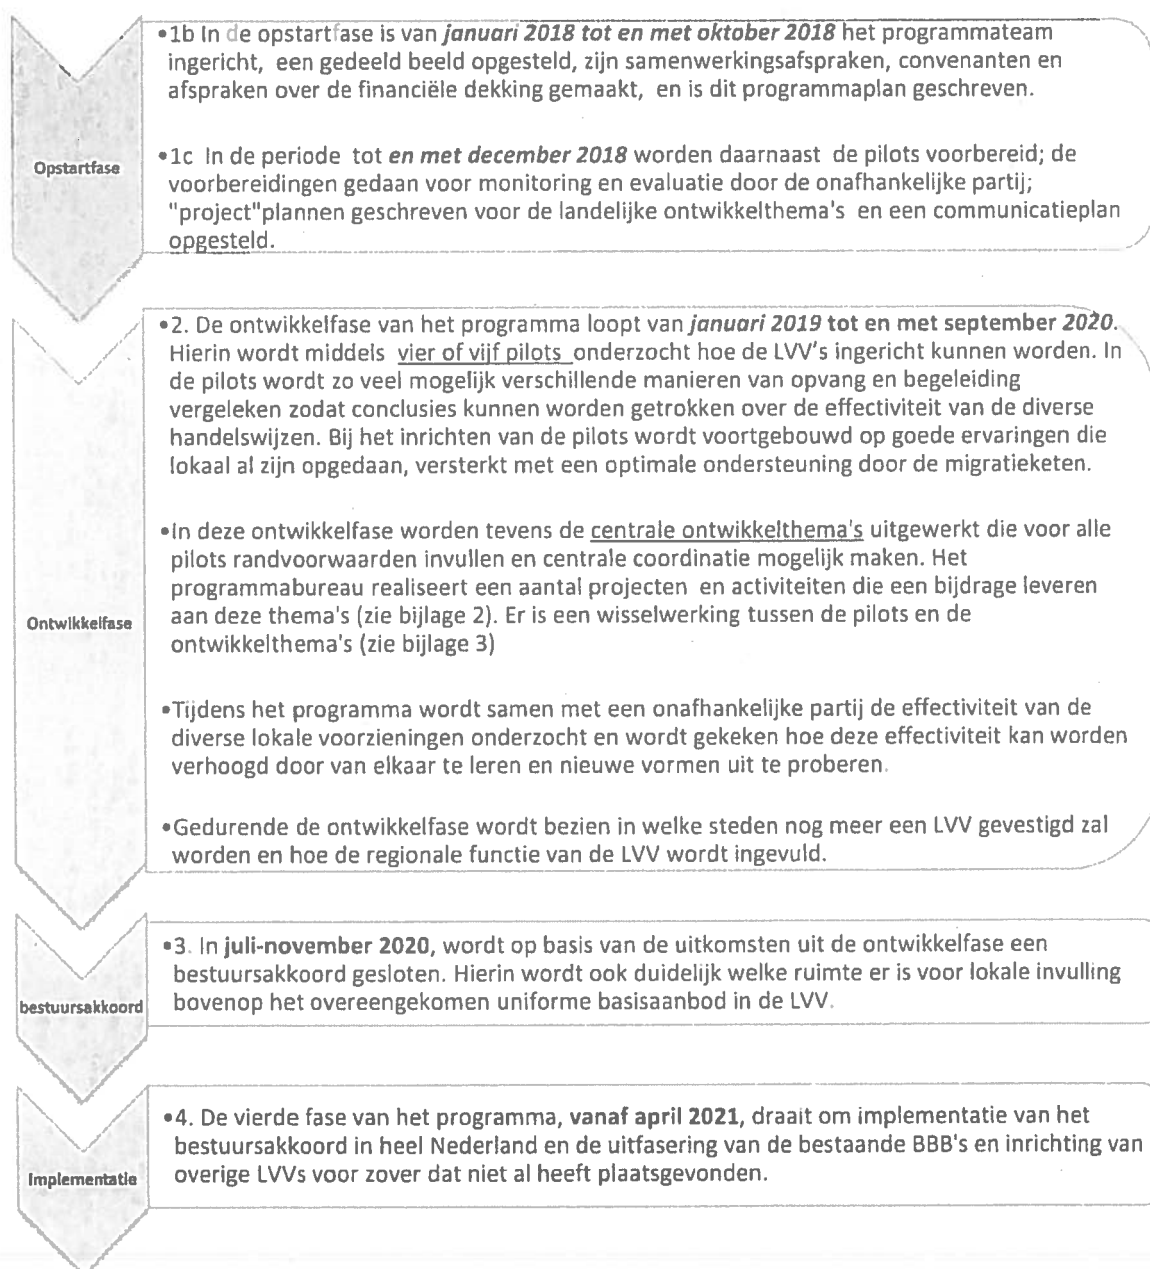 •1b In de opstartfase is van januari 2018 tot en met oktober 2018 het programmateam
ingericht, een gedeeld beeld opgesteld, zijn samenwerkingsafspraken, convenanten en
afspraken over de financiële dekking gemaakt, en is dit programmaplan geschreven.
Opstartfase
•1c In de periode tot en met december 2018 worden daarnaast de pilots voorbereid; de
voorbereidingen gedaan voor monitoring en evaluatie door de onafhankelijke partij;
"project"plannen geschreven voor de landelijke ontwikkelthema's en een communicatieplan
opgesteld.
•2. De ontwikkelfase van het programma loopt van januari 2019 tot en met september 2020.
Hierin wordt middels vier of vijf pilots onderzocht hoe de LVV's ingericht kunnen worden. In
de pilots wordt zo veel mogelijk verschillende manieren van opvang en begeleiding
vergeleken zodat conclusies kunnen worden getrokken over de effectiviteit van de diverse
handelswijzen. Bij het inrichten van de pilots wordt voortgebouwd op goede ervaringen die
lokaal al zijn opgedaan, versterkt met een optimale ondersteuning door de migratieketen.
•In deze ontwikkelfase worden tevens de centrale ontwikkelthema's uitgewerkt die voor alle
pilots randvoorwaarden invullen en centrale coordinatie mogelijk maken. Het
programmabureau realiseert een aantal projecten en activiteiten die een bijdrage leveren
aan deze thema's (zie bijlage 2). Er is een wisselwerking tussen de pilots en de
ontwikkelthema's (zie bijlage 3)
Ontwikkelfase
•Tijdens het programma wordt samen met een onafhankelijke partij de effectiviteit van de
diverse lokale voorzieningen onderzocht en wordt gekeken hoe deze effectiviteit kan worden
verhoogd door van elkaar te leren en nieuwe vormen uit te proberen.
•Gedurende de ontwikkelfase wordt bezien in welke steden nog meer een LVV gevestigd zal
worden en hoe de regionale functie van de LVV wordt ingevuld.
•3. In juli-november 2020, wordt op basis van de uitkomsten uit de ontwikkelfase een
bestuursakkoord gesloten. Hierin wordt ook duidelijk welke ruimte er is voor lokale invulling
bovenop het overeengekomen uniforme basisaanbod in de LVV.
bestuursakkoord
•4. De vierde fase van het programma, vanaf april 2021, draait om implementatie van het
bestuursakkoord in heel Nederland en de uitfasering van de bestaande BBB's en inrichting van
overige LVVs voor zover dat niet al heeft plaatsgevonden.
Implementatie